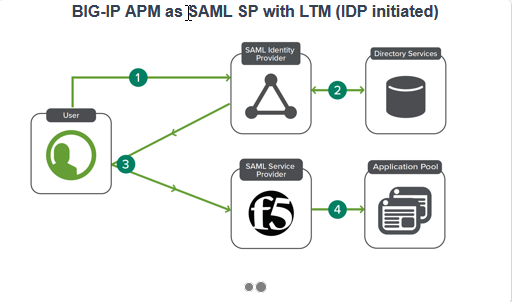 BIG-IP APM as SAML SP with LTM (IDP initiated)
SAML Identity
Provider
Directory Services
1
2
User
3
SAML Service
Provider
Application Pool
f5
4